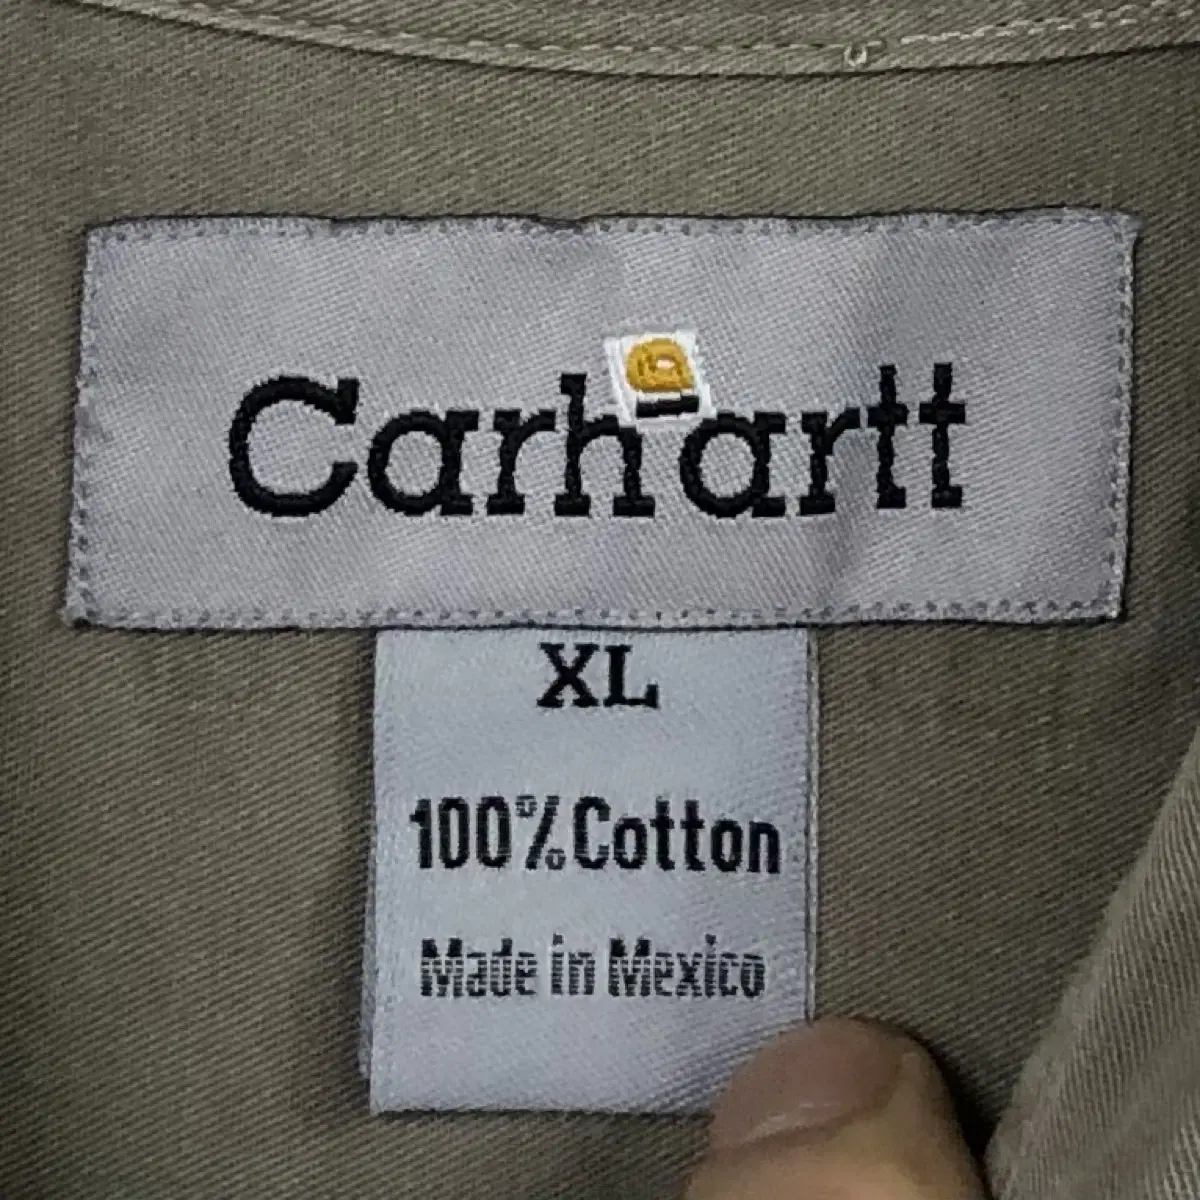 Carhartt
XL
100% Cotton
Made in Mexico